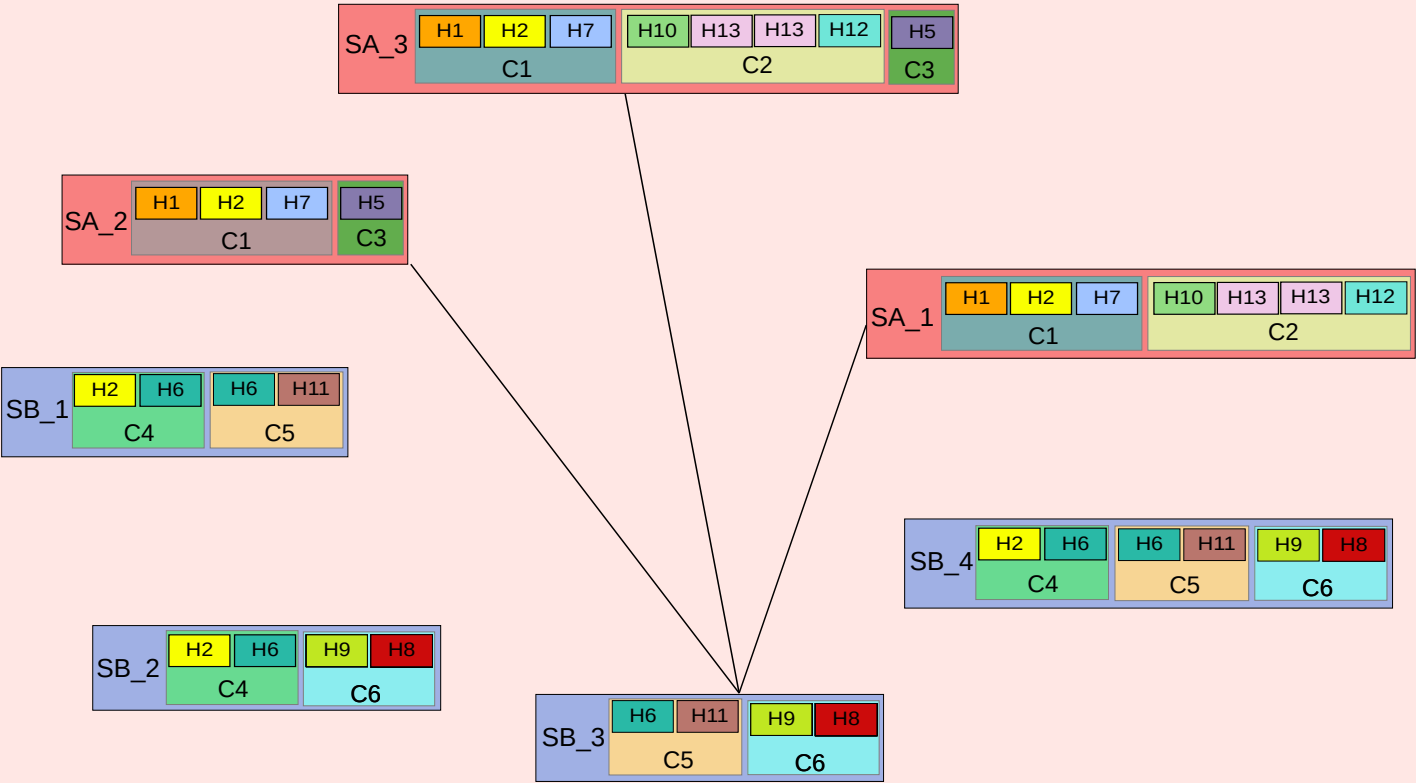 SA_3 H1 H2 H7 H10 H13 H13 H12 H5
C1 C2 C3
SA_2 H1 H2 H7 H5
C1 C3
SA_1 H1 H2 H7 H10 H13 H13 H12
C1 C2
SB_1 H2 H6 H6 H11
C4 C5
SB_4 H2 H6 H6 H11 H9 H8
C4 C5 C6
SB_2 H2 H6 H9 H8
C4 C6
SB_3 H6 H11 H9 H8
C5 C6